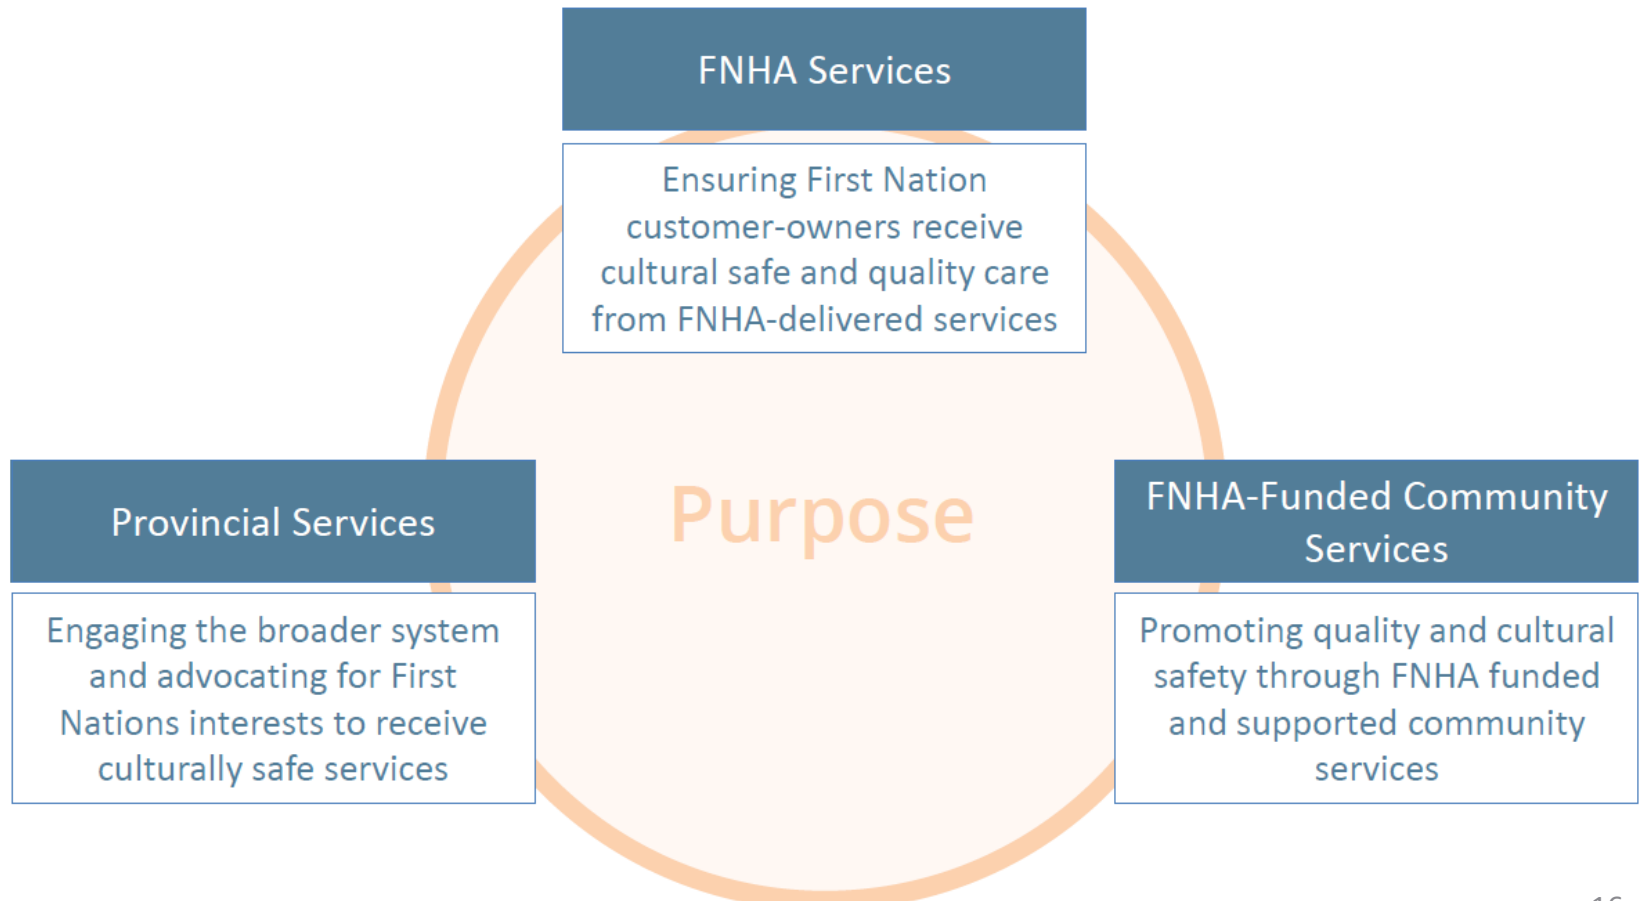 FNHA Services
Ensuring First Nation
customer-owners receive
cultural safe and quality care
from FNHA-delivered services
Purpose
Provincial Services
Engaging the broader system
and advocating for First
Nations interests to receive
culturally safe services
FNHA-Funded Community
Services
Promoting quality and cultural
safety through FNHA funded
and supported community
services